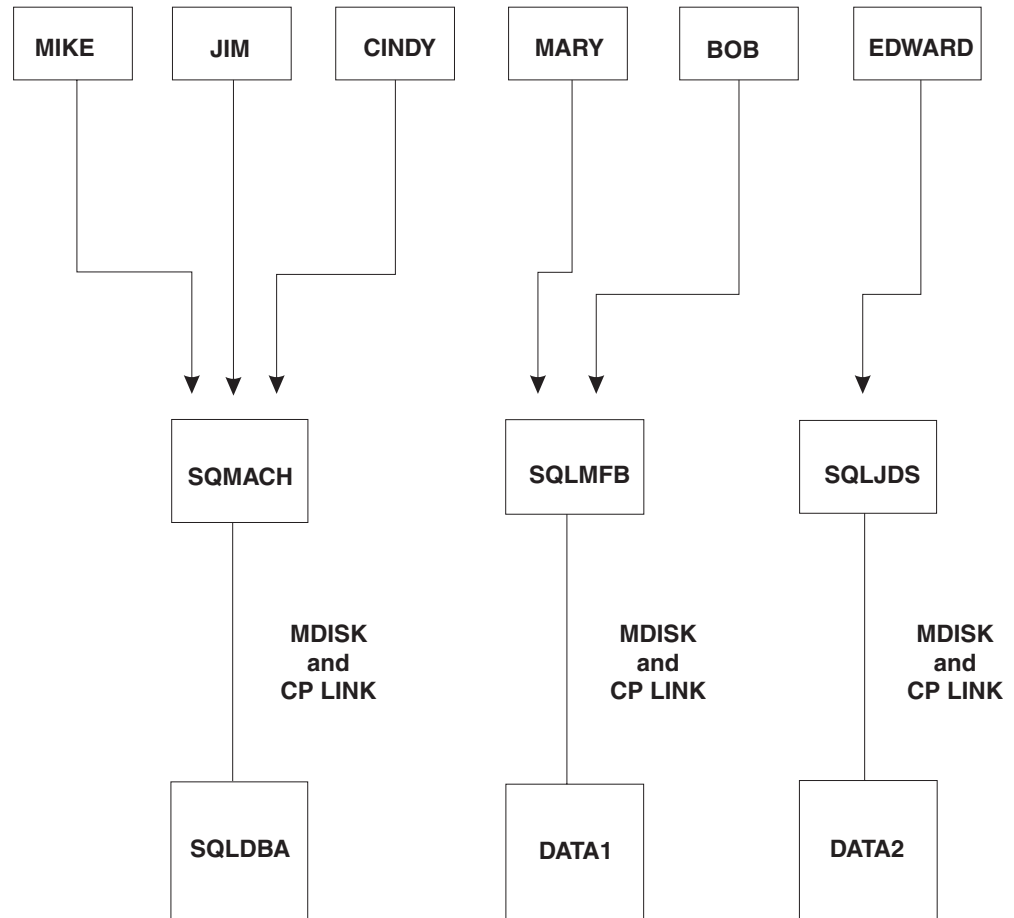 MIKE
JIM
CINDY
MARY
BOB
EDWARD
SQMACH
SQLMFB
SQLJDS
MDISK
and
CP LINK
MDISK
and
CP LINK
MDISK
and
CP LINK
SQLDBA
DATA1
DATA2